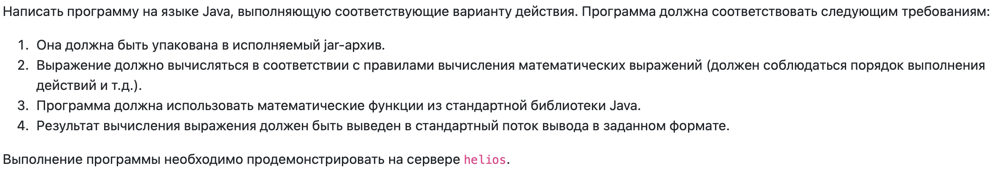 Написать программу на языке Java, выполняющую соответствующие варианту действия. Программа должна соответствовать следующим требованиям:
1. Она должна быть упакована в исполняемый jar-архив.
2. Выражение должно вычисляться в соответствии с правилами вычисления математических выражений (должен соблюдаться порядок выполнения
действий и т.д.).
3. Программа должна использовать математические функции из стандартной библиотеки Java.
4. Результат вычисления выражения должен быть выведен в стандартный поток вывода в заданном формате.
Выполнение программы необходимо продемонстрировать на сервере helios.